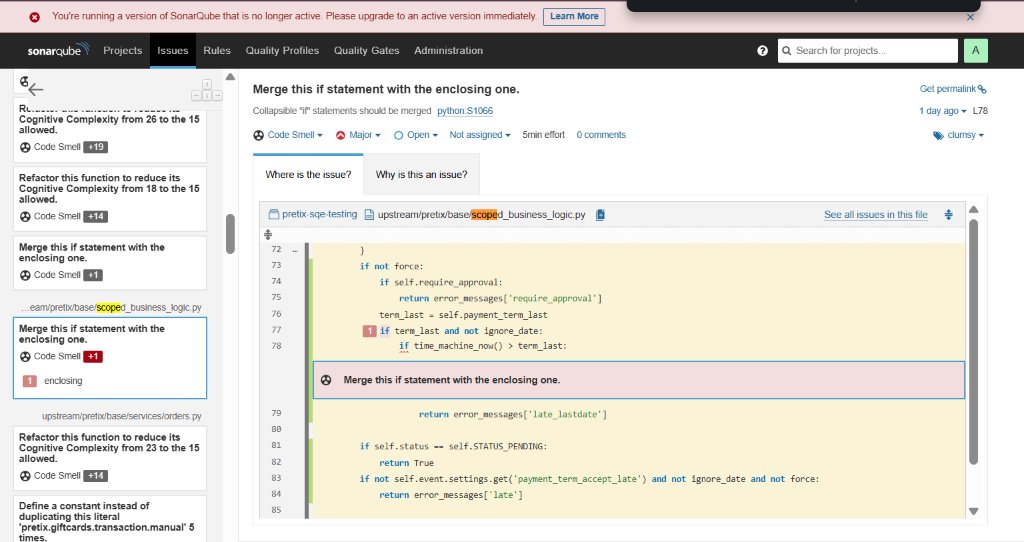 You're running a version of SonarQube that is no longer active. Please upgrade to an active version immediately. Learn More
sonarqube Projects Issues Rules Quality Profiles Quality Gates Administration Search for projects... A
Cognitive Complexity from 26 to the 15
allowed.
Code Smell +19
Refactor this function to reduce its
Cognitive Complexity from 18 to the 15
allowed.
Code Smell +14
Merge this if statement with the
enclosing one.
Code Smell +1
...eam/pretix/base/scoped_business_logic.py
Merge this if statement with the
enclosing one.
Code Smell +1
1 enclosing
upstream/pretix/base/services/orders.py
Refactor this function to reduce its
Cognitive Complexity from 23 to the 15
allowed.
Code Smell +14
Define a constant instead of
duplicating this literal
'pretix.giftcards.transaction.manual' 5
times.
Merge this if statement with the enclosing one. Get permalink
Collapsible "if" statements should be merged python:S1066 1 day ago L78
Code Smell Major Open Not assigned 5min effort 0 comments clumsy
Where is the issue? Why is this an issue?
pretix-sqe-testing upstream/pretix/base/scoped_business_logic.py See all issues in this file
72 ... }
73 if not force:
74 if self.require_approval:
75 return error_messages['require_approval']
76 term_last = self.payment_term_last
77 1 if term_last and not ignore_date:
78 if time_machine_now() > term_last:
Merge this if statement with the enclosing one.
79 return error_messages['late_lastdate']
80
81 if self.status == self.STATUS_PENDING:
82 return True
83 if not self.event.settings.get('payment_term_accept_late') and not ignore_date and not force:
84 return error_messages['late']
85